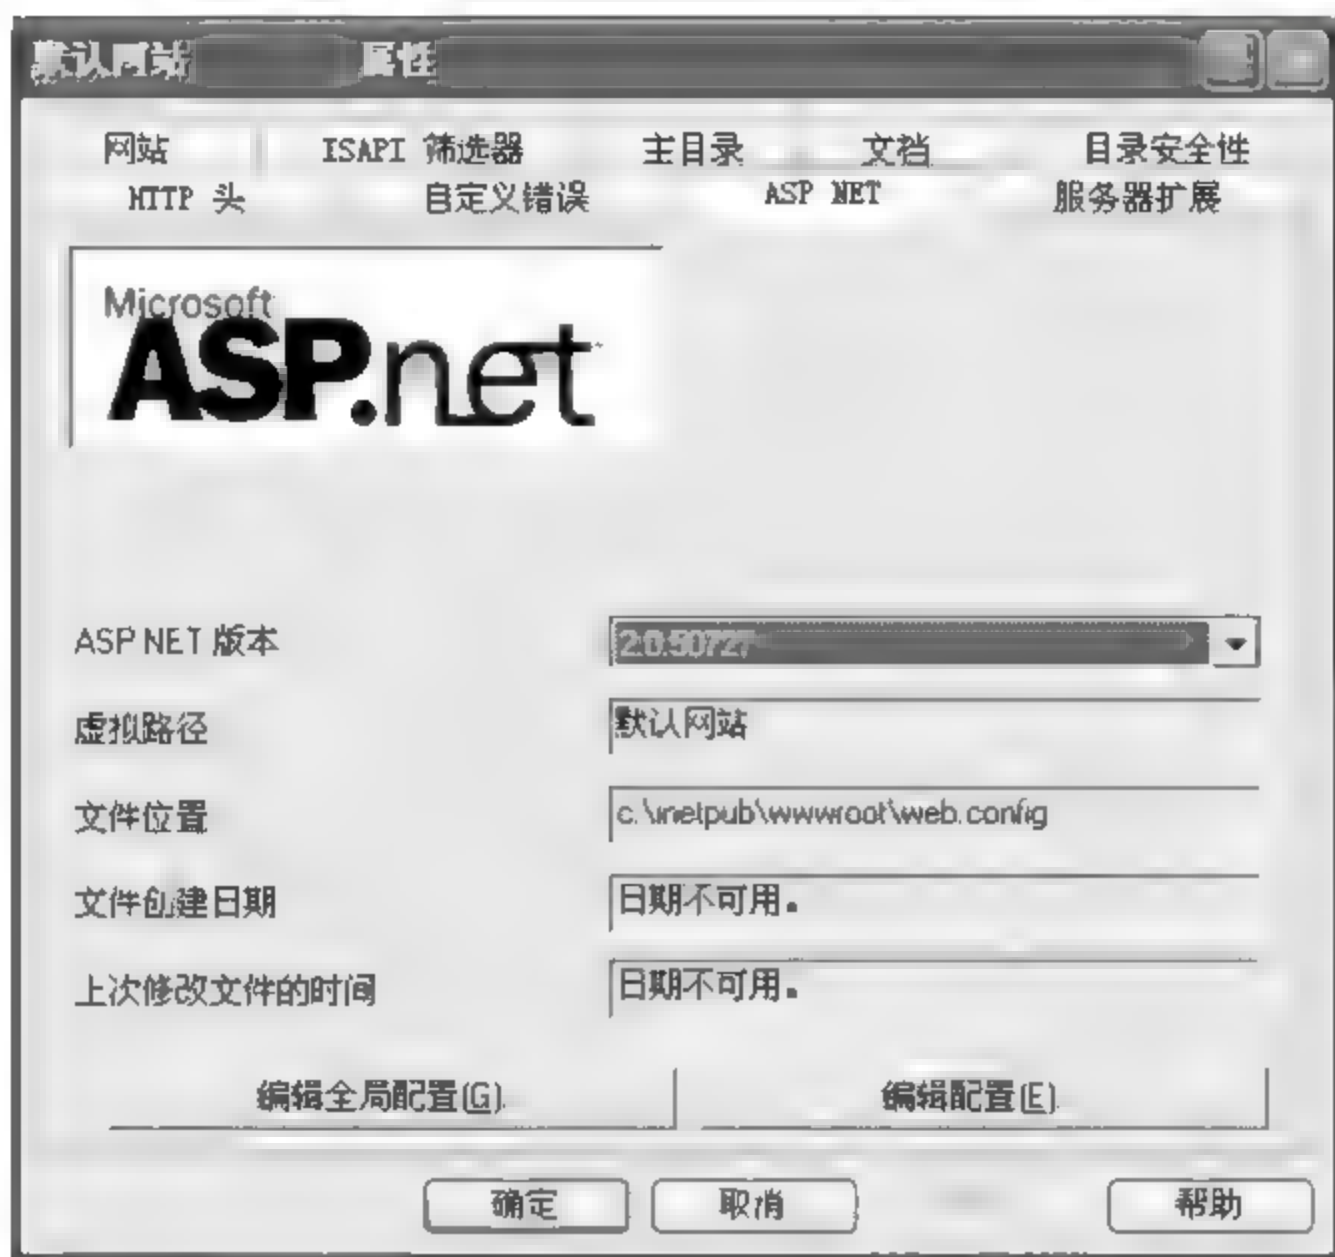 默认网站 属性
网站 ISAPI 筛选器 主目录 文档 目录安全性
HTTP 头 自定义错误 ASP NET 服务器扩展
Microsoft
ASP.net
ASP NET 版本 2.0.50727
虚拟路径 默认网站
文件位置 c:\inetpub\wwwroot\web.config
文件创建日期 日期不可用。
上次修改文件的时间 日期不可用。
编辑全局配置(G). 编辑配置(E).
确定 取消 帮助